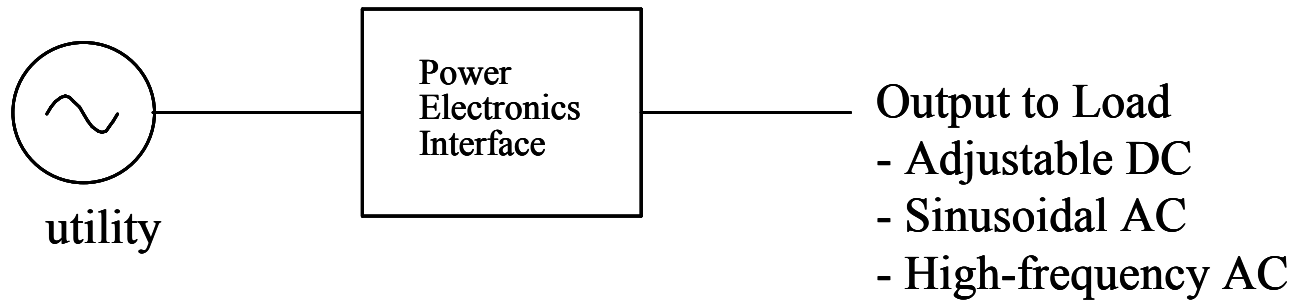 Power
Electronics
Interface
utility
Output to Load
- Adjustable DC
- Sinusoidal AC
- High-frequency AC